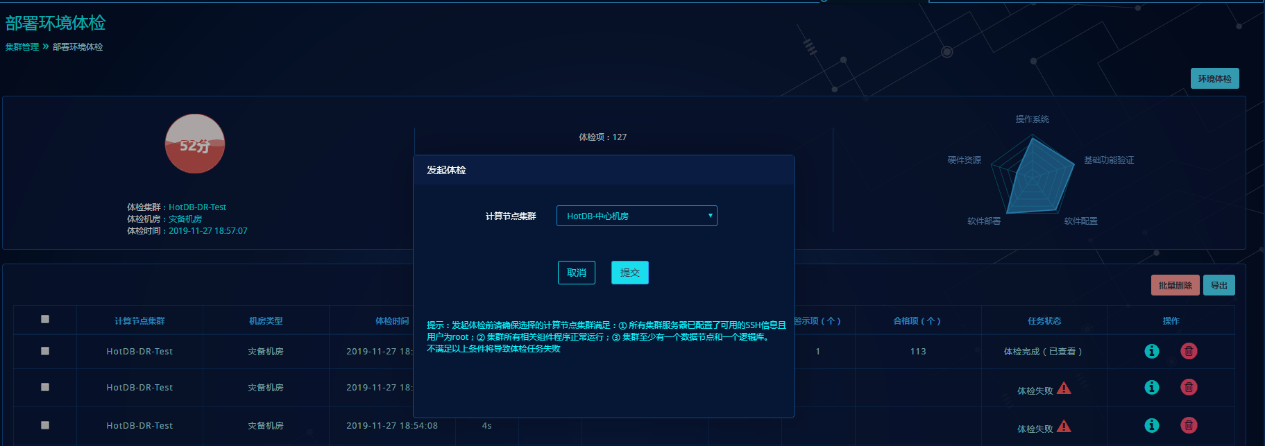 部署环境体检
集群管理 » 部署环境体检
环境体检
52分
体检集群：HotDB-DR-Test
体检机房：灾备机房
体检时间：2019-11-27 18:57:07
体检项：127
操作系统
硬件资源
基础功能验证
软件部署
软件配置
发起体检
计算节点集群
HotDB-中心机房
取消
提交
提示：发起体检前请确保选择的计算节点集群满足：① 所有集群服务器已配置了可用的SSH信息且
用户为root；② 集群所有相关组件程序正常运行；③ 集群至少有一个数据节点和一个逻辑库。
不满足以上条件将导致体检任务失败
批量删除 导出
计算节点集群 机房类型 体检时间 示项（个） 合格项（个） 任务状态 操作
HotDB-DR-Test 灾备机房 2019-11-27 18: 1 113 体检完成（已查看）
HotDB-DR-Test 灾备机房 2019-11-27 18: 体检失败
HotDB-DR-Test 灾备机房 2019-11-27 18:54:08 4s 体检失败